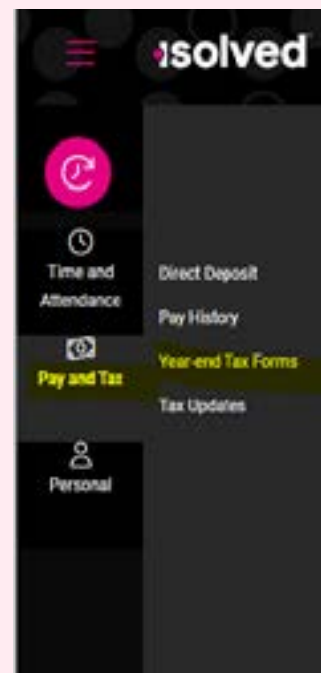 isolved
Time and
Attendance
Pay and Tax
Personal
Direct Deposit
Pay History
Year-end Tax Forms
Tax Updates